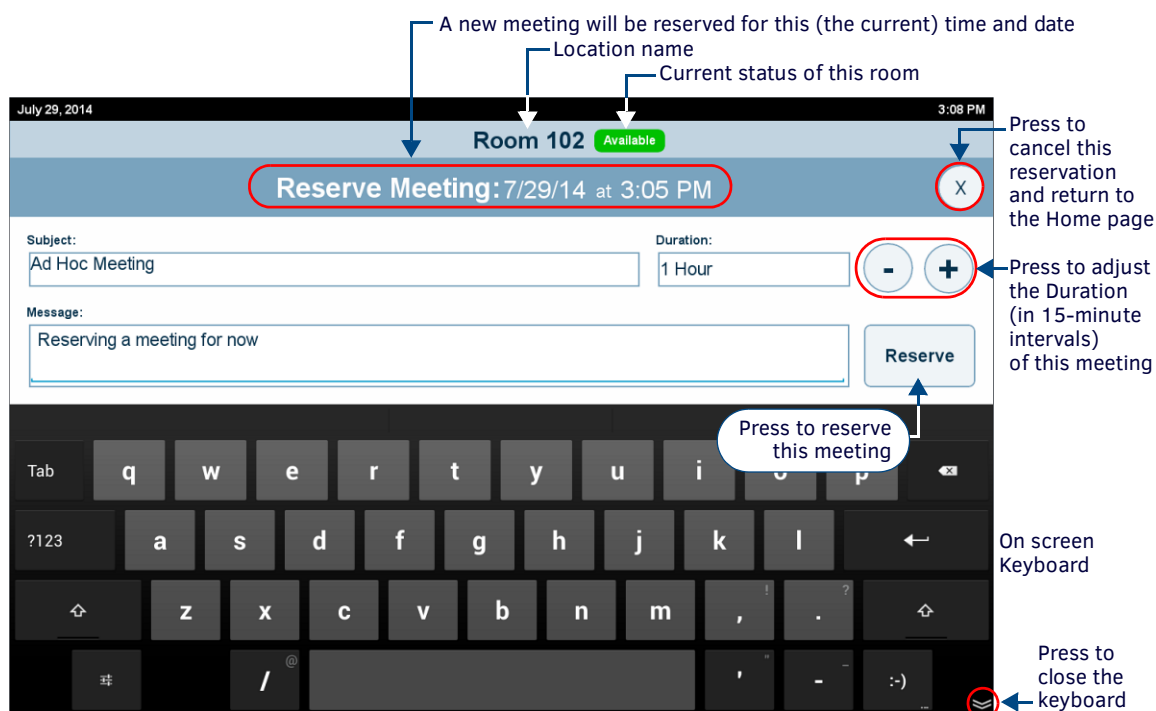 A new meeting will be reserved for this (the current) time and date
Location name
Current status of this room
July 29, 2014
3:08 PM
Room 102 Available
Reserve Meeting: 7/29/14 at 3:05 PM
X
Press to
cancel this
reservation
and return to
the Home page
Subject:
Ad Hoc Meeting
Duration:
1 Hour
- +
Press to adjust
the Duration
(in 15-minute
intervals)
of this meeting
Message:
Reserving a meeting for now
Reserve
Press to reserve
this meeting
Tab q w e r t y u i o p
?123 a s d f g h j k l
On screen
Keyboard
z x c v b n m , ! . ?
/ @ ' " - _ :-) ...
Press to
close the
keyboard